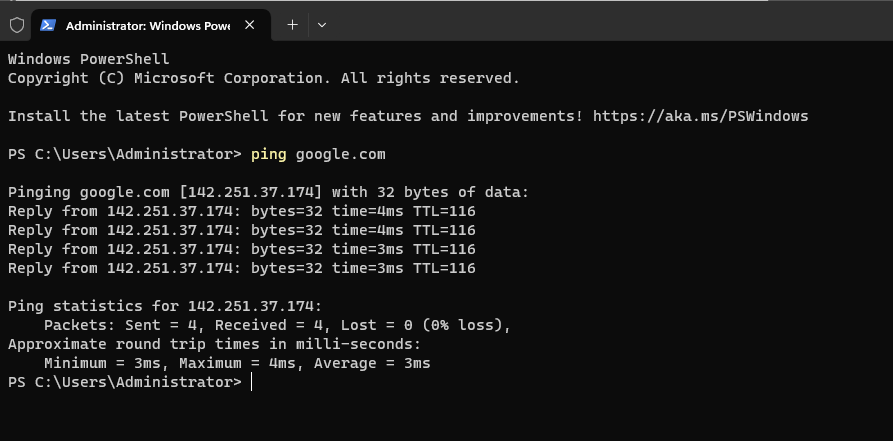 Administrator: Windows Powe
Windows PowerShell
Copyright (C) Microsoft Corporation. All rights reserved.
Install the latest PowerShell for new features and improvements! https://aka.ms/PSWindows
PS C:\Users\Administrator> ping google.com
Pinging google.com [142.251.37.174] with 32 bytes of data:
Reply from 142.251.37.174: bytes=32 time=4ms TTL=116
Reply from 142.251.37.174: bytes=32 time=4ms TTL=116
Reply from 142.251.37.174: bytes=32 time=3ms TTL=116
Reply from 142.251.37.174: bytes=32 time=3ms TTL=116
Ping statistics for 142.251.37.174:
    Packets: Sent = 4, Received = 4, Lost = 0 (0% loss),
Approximate round trip times in milli-seconds:
    Minimum = 3ms, Maximum = 4ms, Average = 3ms
PS C:\Users\Administrator>